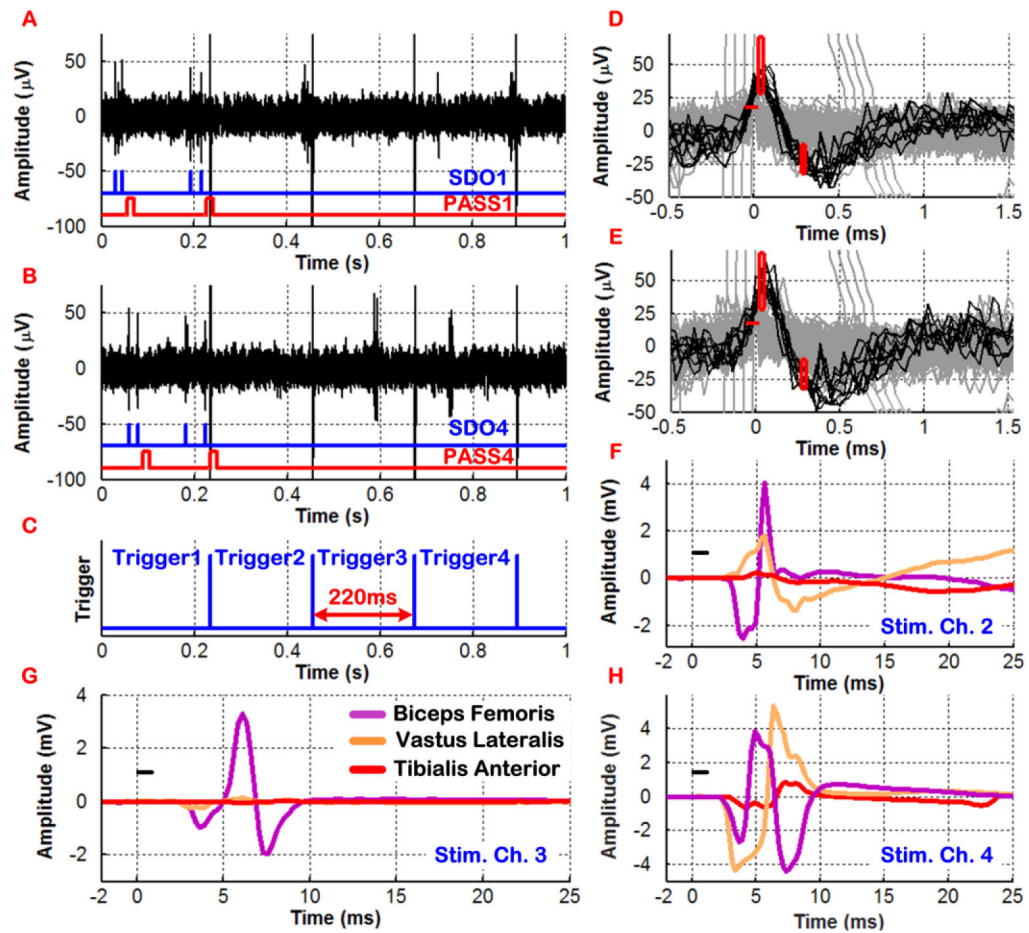 A
Amplitude (μV)
50
0
-50
-100
SDO1
PASS1
0 0.2 0.4 0.6 0.8 1
Time (s)
B
Amplitude (μV)
50
0
-50
-100
SDO4
PASS4
0 0.2 0.4 0.6 0.8 1
Time (s)
C
Trigger
Trigger1 Trigger2 Trigger3 Trigger4
220ms
0 0.2 0.4 0.6 0.8 1
Time (s)
D
Amplitude (μV)
50
25
0
-25
-50
-0.5 0 0.5 1 1.5
Time (ms)
E
Amplitude (μV)
50
25
0
-25
-50
-0.5 0 0.5 1 1.5
Time (ms)
F
Amplitude (mV)
4
2
0
-2
Stim. Ch. 2
-2 0 5 10 15 20 25
Time (ms)
G
Amplitude (mV)
4
2
0
-2
Biceps Femoris
Vastus Lateralis
Tibialis Anterior
Stim. Ch. 3
-2 0 5 10 15 20 25
Time (ms)
H
Amplitude (mV)
4
2
0
-2
-4
Stim. Ch. 4
-2 0 5 10 15 20 25
Time (ms)